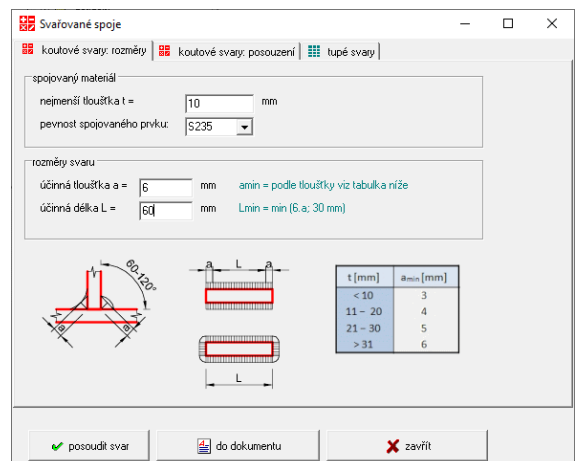 Svařované spoje
koutové svary: rozměry koutové svary: posouzení tupé svary
spojovaný materiál
nejmenší tloušťka t = 10 mm
pevnost spojovaného prvku: S235
rozměry svaru
účinná tloušťka a = 6 mm amin = podle tloušťky viz tabulka níže
účinná délka L = 60 mm Lmin = min (6.a; 30 mm)
60-120°
a a
a L a
L
t [mm] amin [mm]
< 10 3
11 – 20 4
21 – 30 5
> 31 6
posoudit svar do dokumentu zavřít